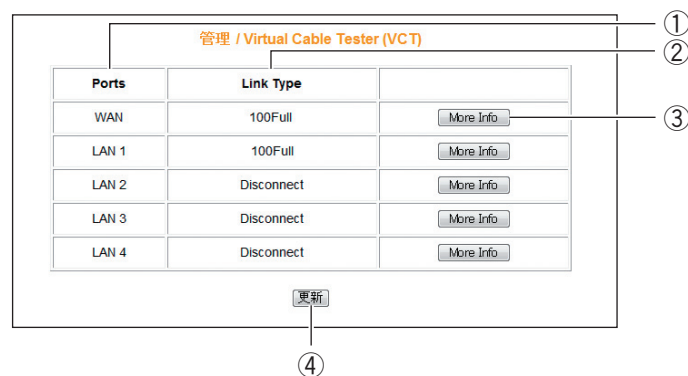 管理 / Virtual Cable Tester (VCT)
①
②
Ports Link Type
WAN 100Full More Info
③
LAN 1 100Full More Info
LAN 2 Disconnect More Info
LAN 3 Disconnect More Info
LAN 4 Disconnect More Info
更新
④